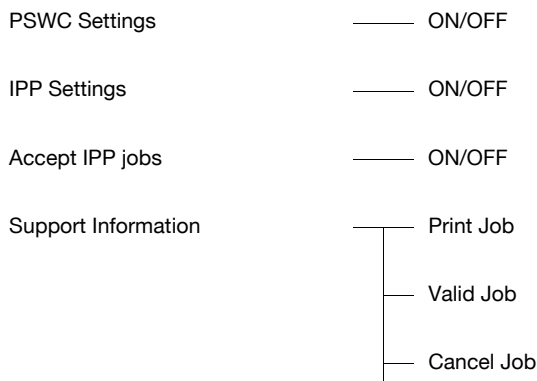 PSWC Settings ON/OFF
IPP Settings ON/OFF
Accept IPP jobs ON/OFF
Support Information Print Job
Valid Job
Cancel Job